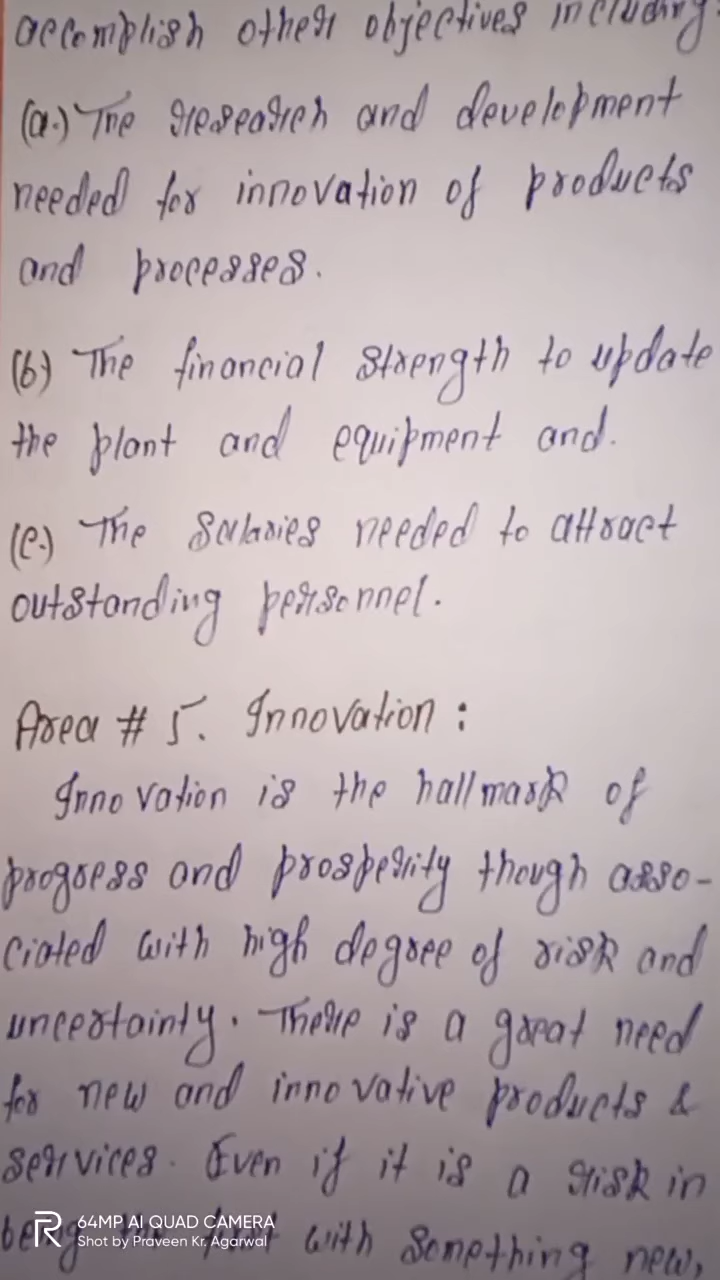 accomplish other objectives including:
(a.) The research and development
needed for innovation of products
and processes.
(b) The financial strength to update
the plant and equipment and.
(c.) The salaries needed to attract
outstanding personnel.
Area # 5. Innovation :
Innovation is the hallmark of
progress and prosperity though asso-
ciated with high degree of risk and
uncertainty. There is a great need
for new and innovative products &
services. Even if it is a risk in
with something new,
64MP AI QUAD CAMERA
Shot by Praveen Kr. Agarwal